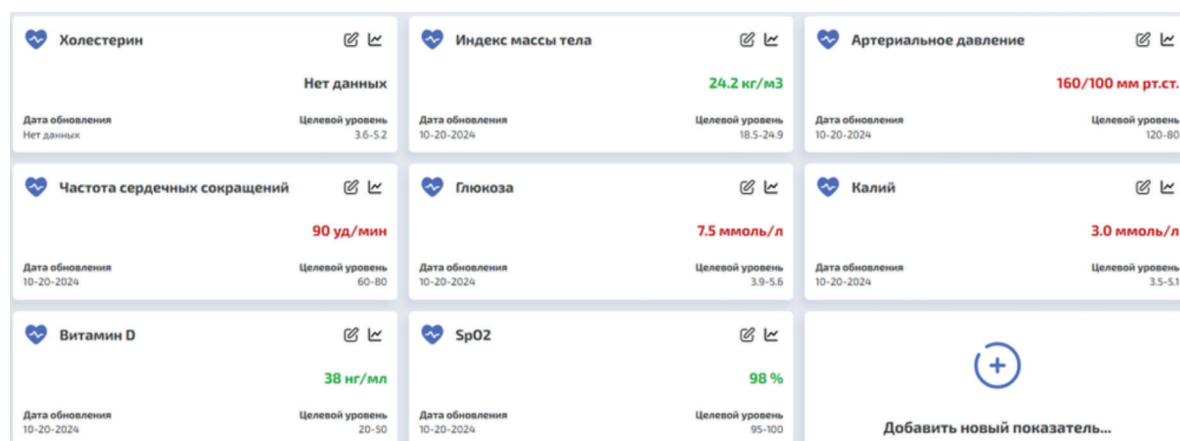 Холестерин
Нет данных
Дата обновления
Нет данных
Целевой уровень
3.6-5.2
Индекс массы тела
24.2 кг/м3
Дата обновления
10-20-2024
Целевой уровень
18.5-24.9
Артериальное давление
160/100 мм рт.ст.
Дата обновления
10-20-2024
Целевой уровень
120-80
Частота сердечных сокращений
90 уд/мин
Дата обновления
10-20-2024
Целевой уровень
60-80
Глюкоза
7.5 ммоль/л
Дата обновления
10-20-2024
Целевой уровень
3.9-5.6
Калий
3.0 ммоль/л
Дата обновления
10-20-2024
Целевой уровень
3.5-5.1
Витамин D
38 нг/мл
Дата обновления
10-20-2024
Целевой уровень
20-50
SpO2
98 %
Дата обновления
10-20-2024
Целевой уровень
95-100
Добавить новый показатель...